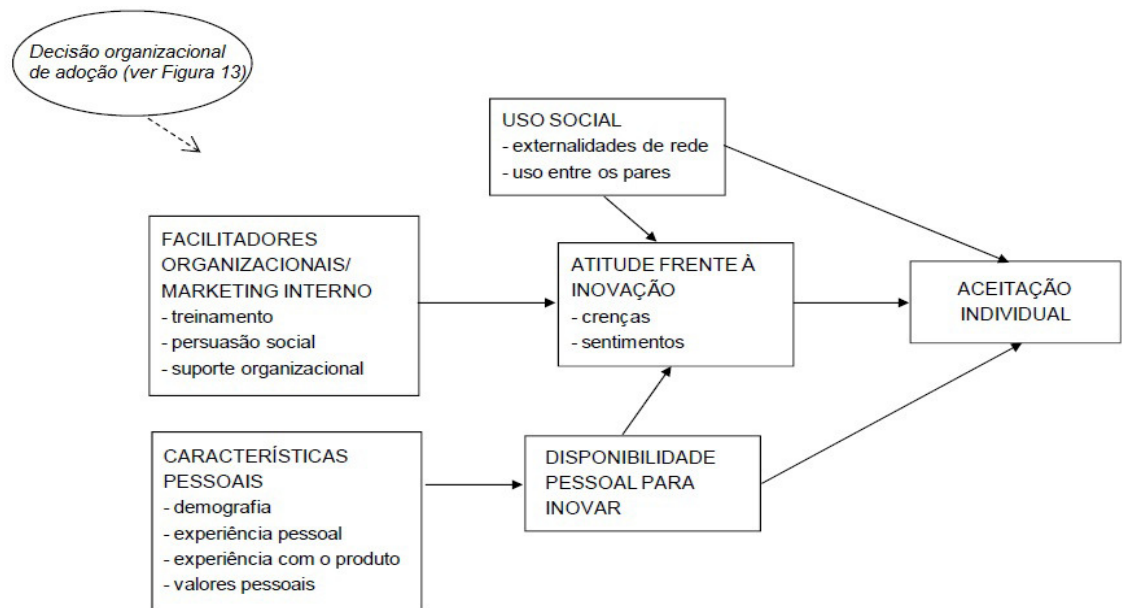 Decisão organizacional
de adoção (ver Figura 13)
USO SOCIAL
- externalidades de rede
- uso entre os pares
FACILITADORES
ORGANIZACIONAIS/
MARKETING INTERNO
- treinamento
- persuasão social
- suporte organizacional
ATITUDE FRENTE À
INOVAÇÃO
- crenças
- sentimentos
ACEITAÇÃO
INDIVIDUAL
CARACTERÍSTICAS
PESSOAIS
- demografia
- experiência pessoal
- experiência com o produto
- valores pessoais
DISPONIBILIDADE
PESSOAL PARA
INOVAR